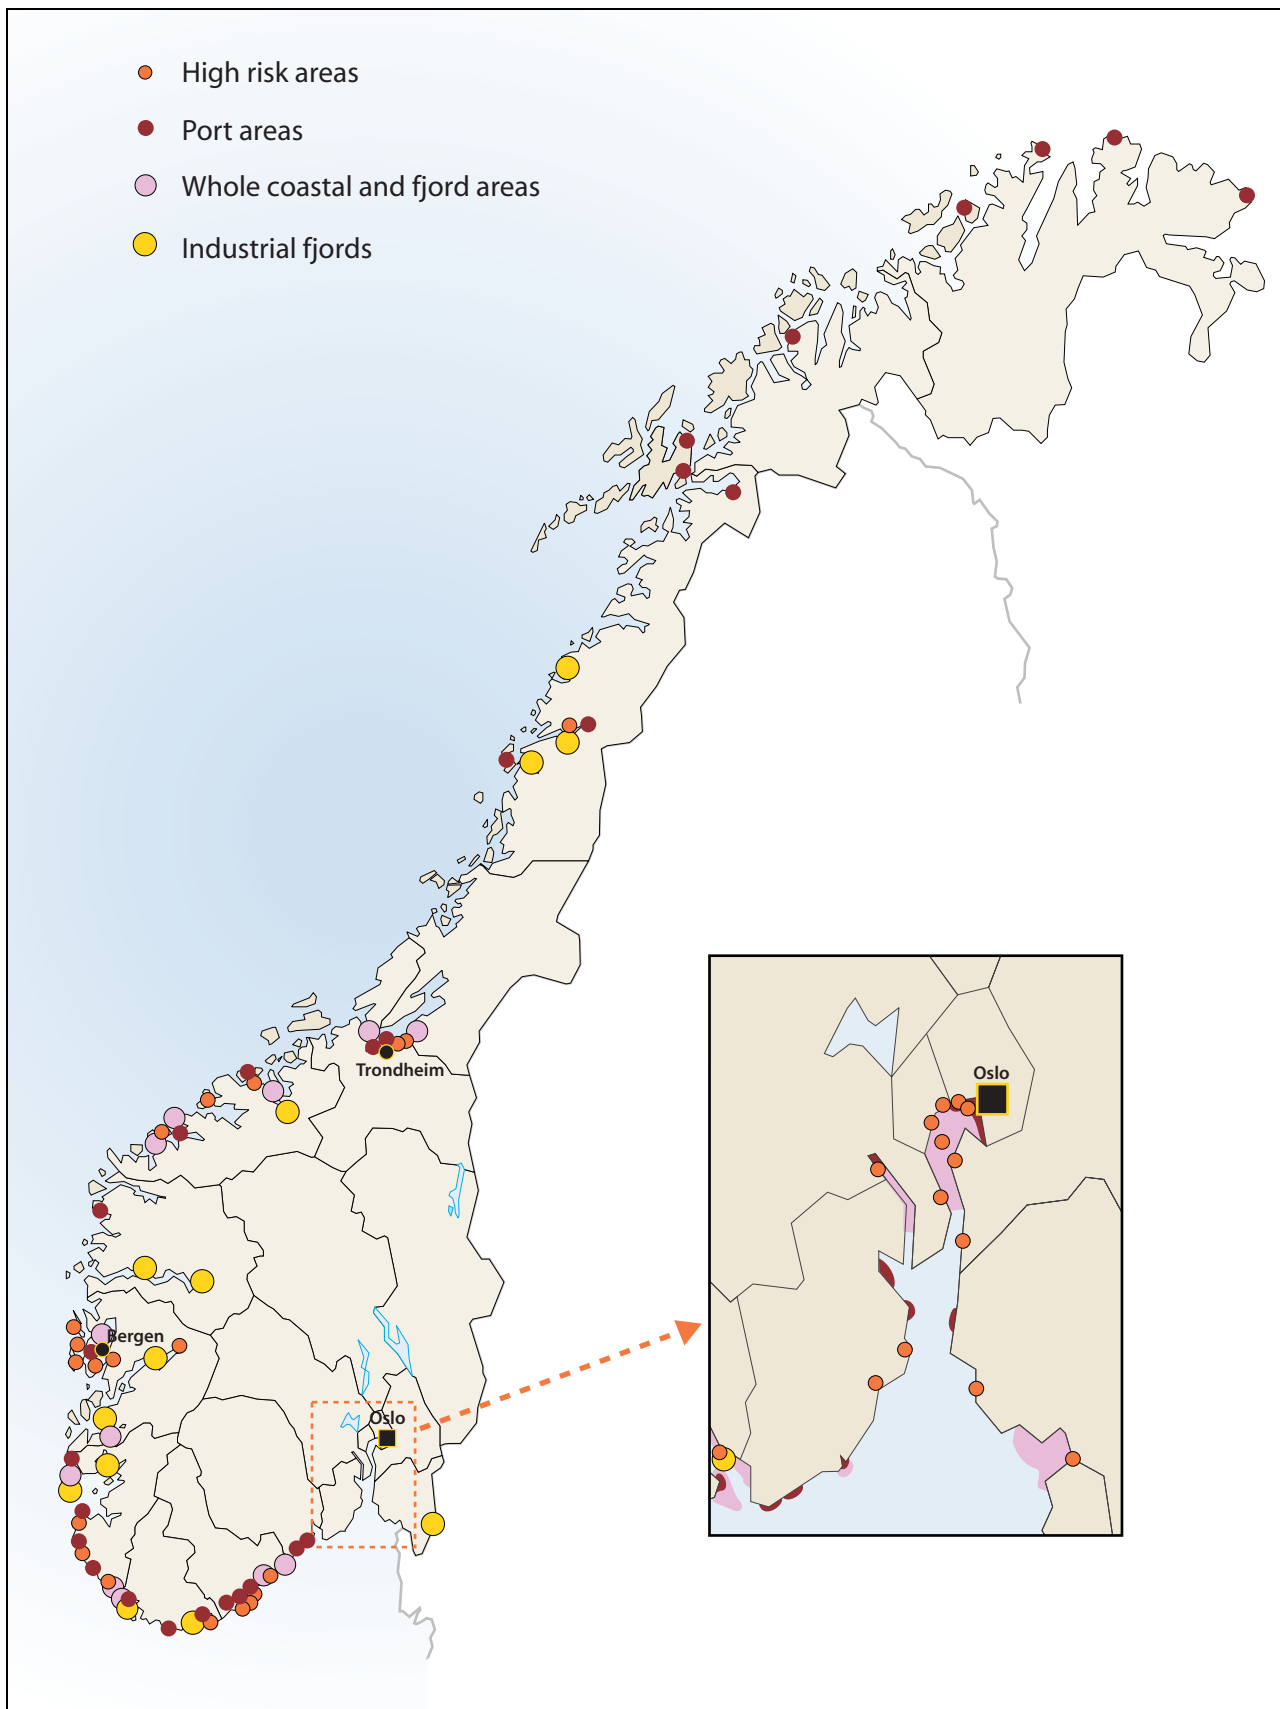 High risk areas
Port areas
Whole coastal and fjord areas
Industrial fjords
Trondheim
Oslo
Bergen
Oslo